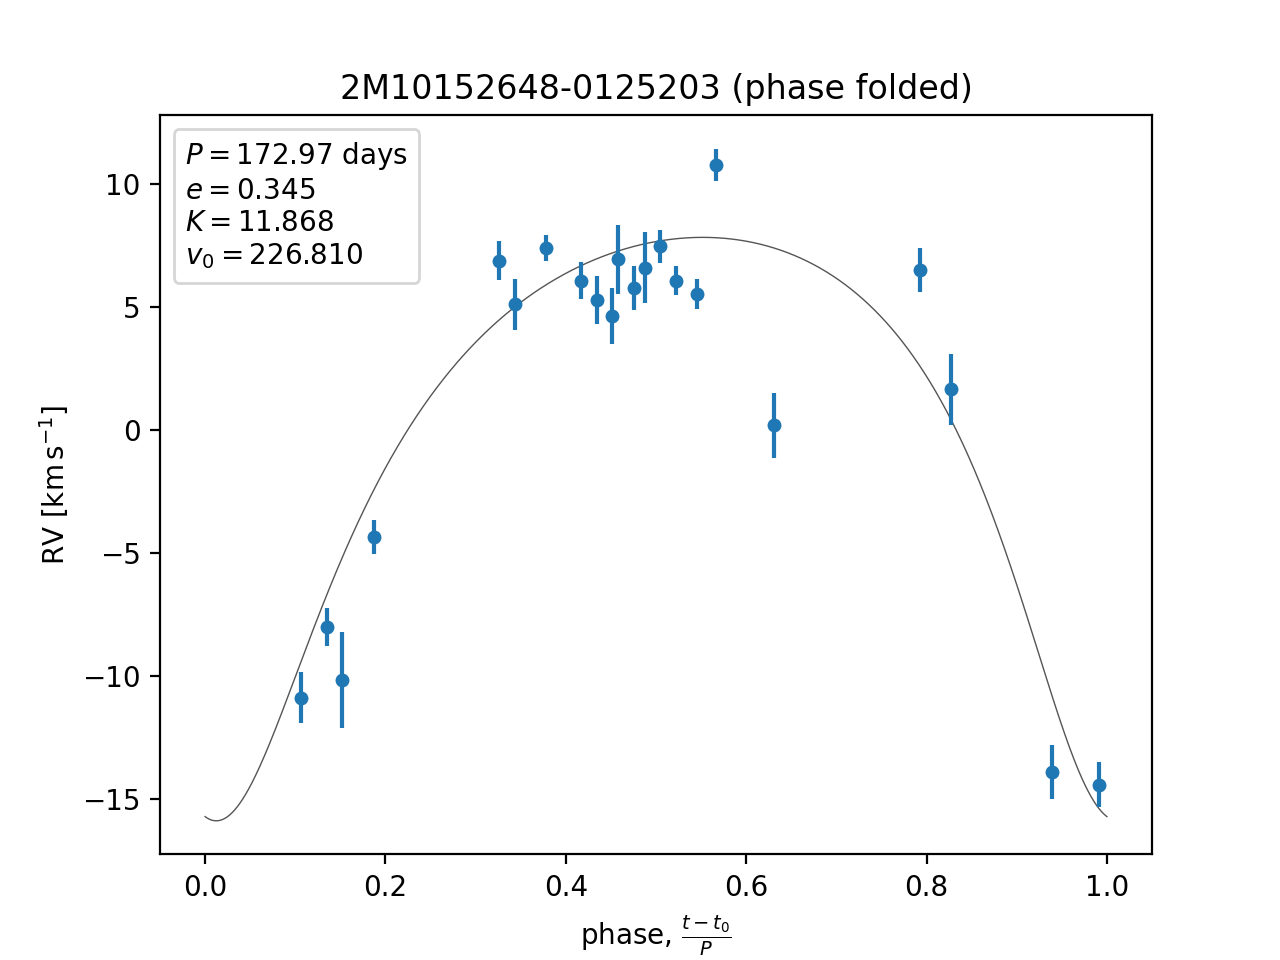 2M10152648-0125203 (phase folded)
P = 172.97 days
e = 0.345
K = 11.868
v₀ = 226.810
10
5
0
−5
−10
−15
RV [km s⁻¹]
0.0 0.2 0.4 0.6 0.8 1.0
phase, (t − t₀)/P